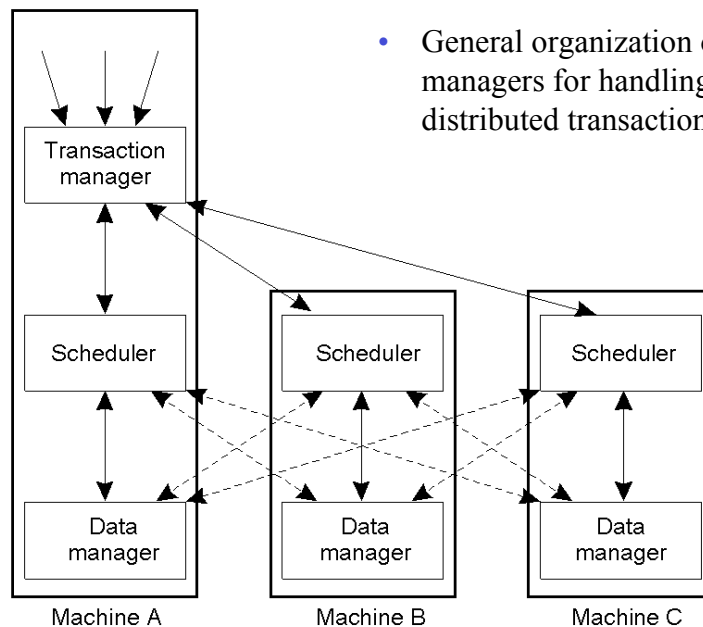 • General organization
managers for handling
distributed transaction
Transaction
manager
Scheduler
Scheduler
Scheduler
Data
manager
Data
manager
Data
manager
Machine A
Machine B
Machine C